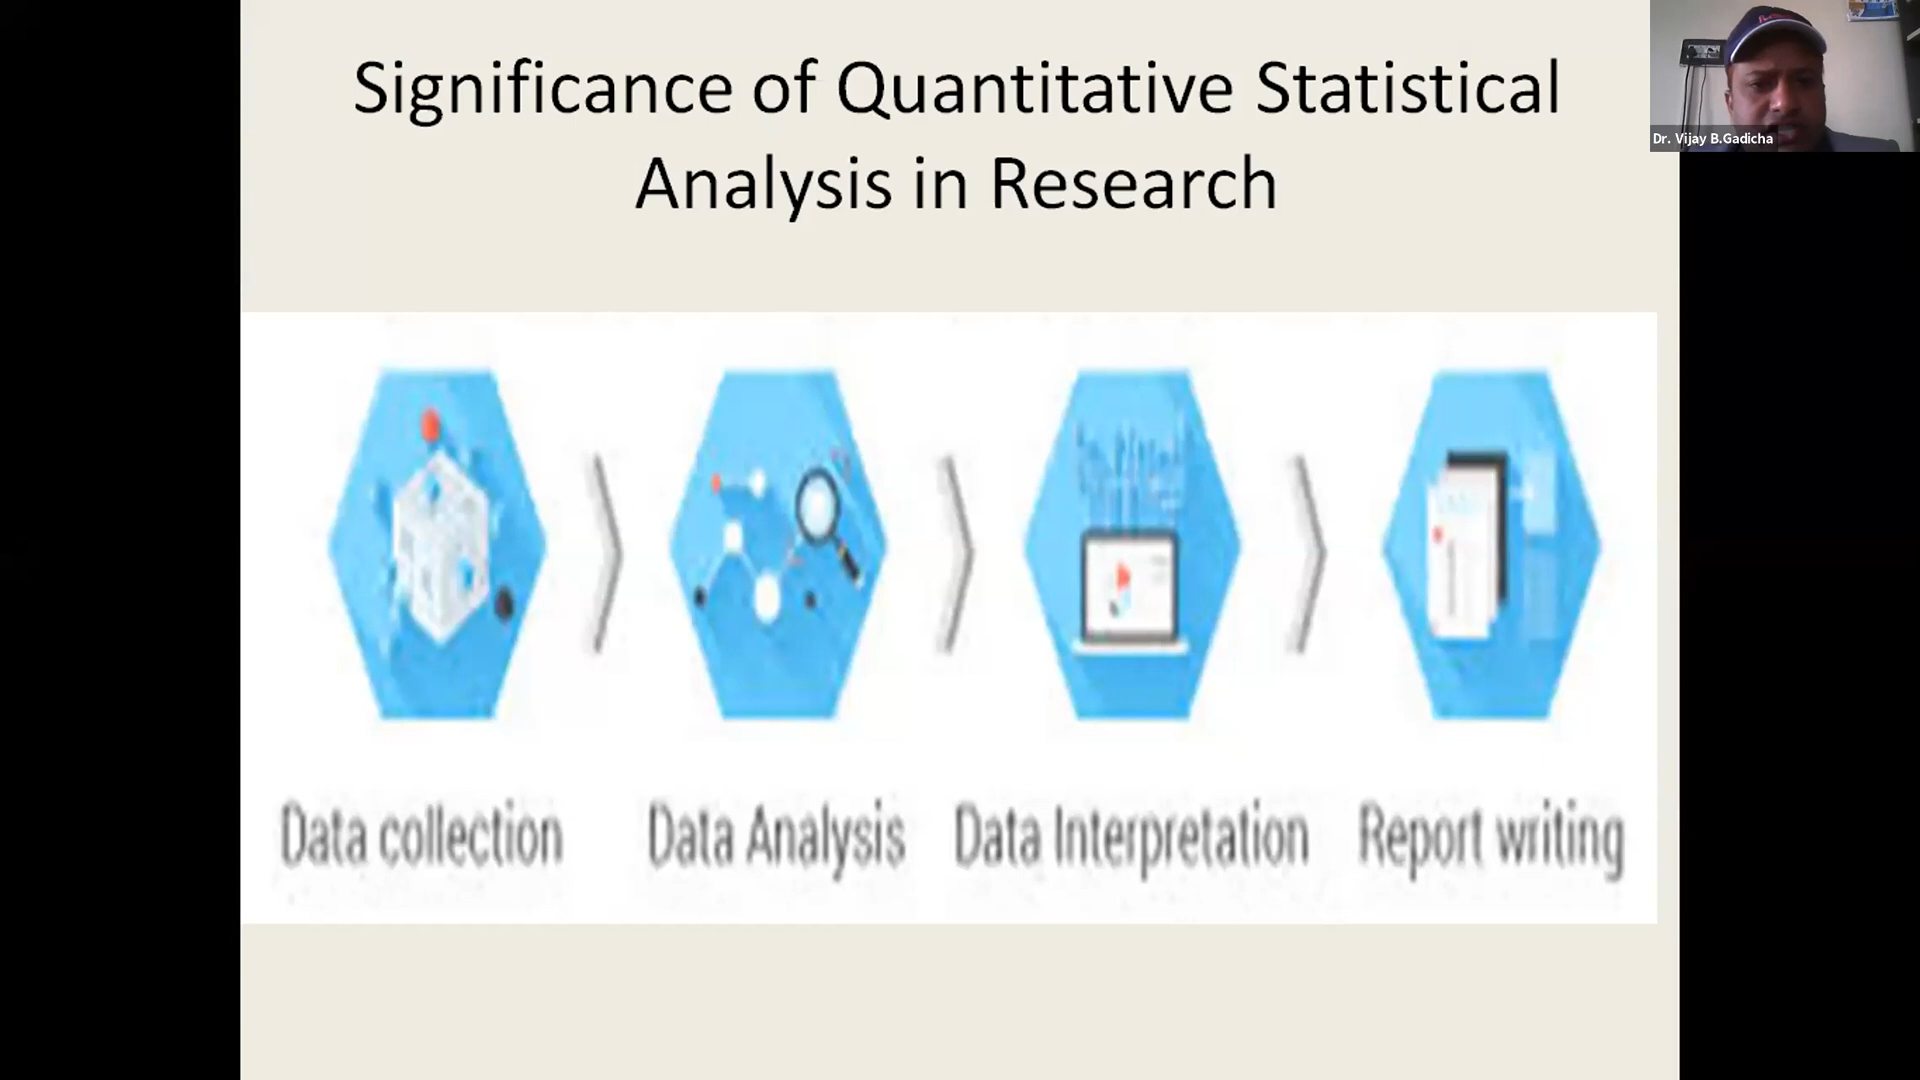 Significance of Quantitative Statistical
Analysis in Research
Dr. Vijay B.Gadicha
Data collection
Data Analysis
Data Interpretation
Report writing